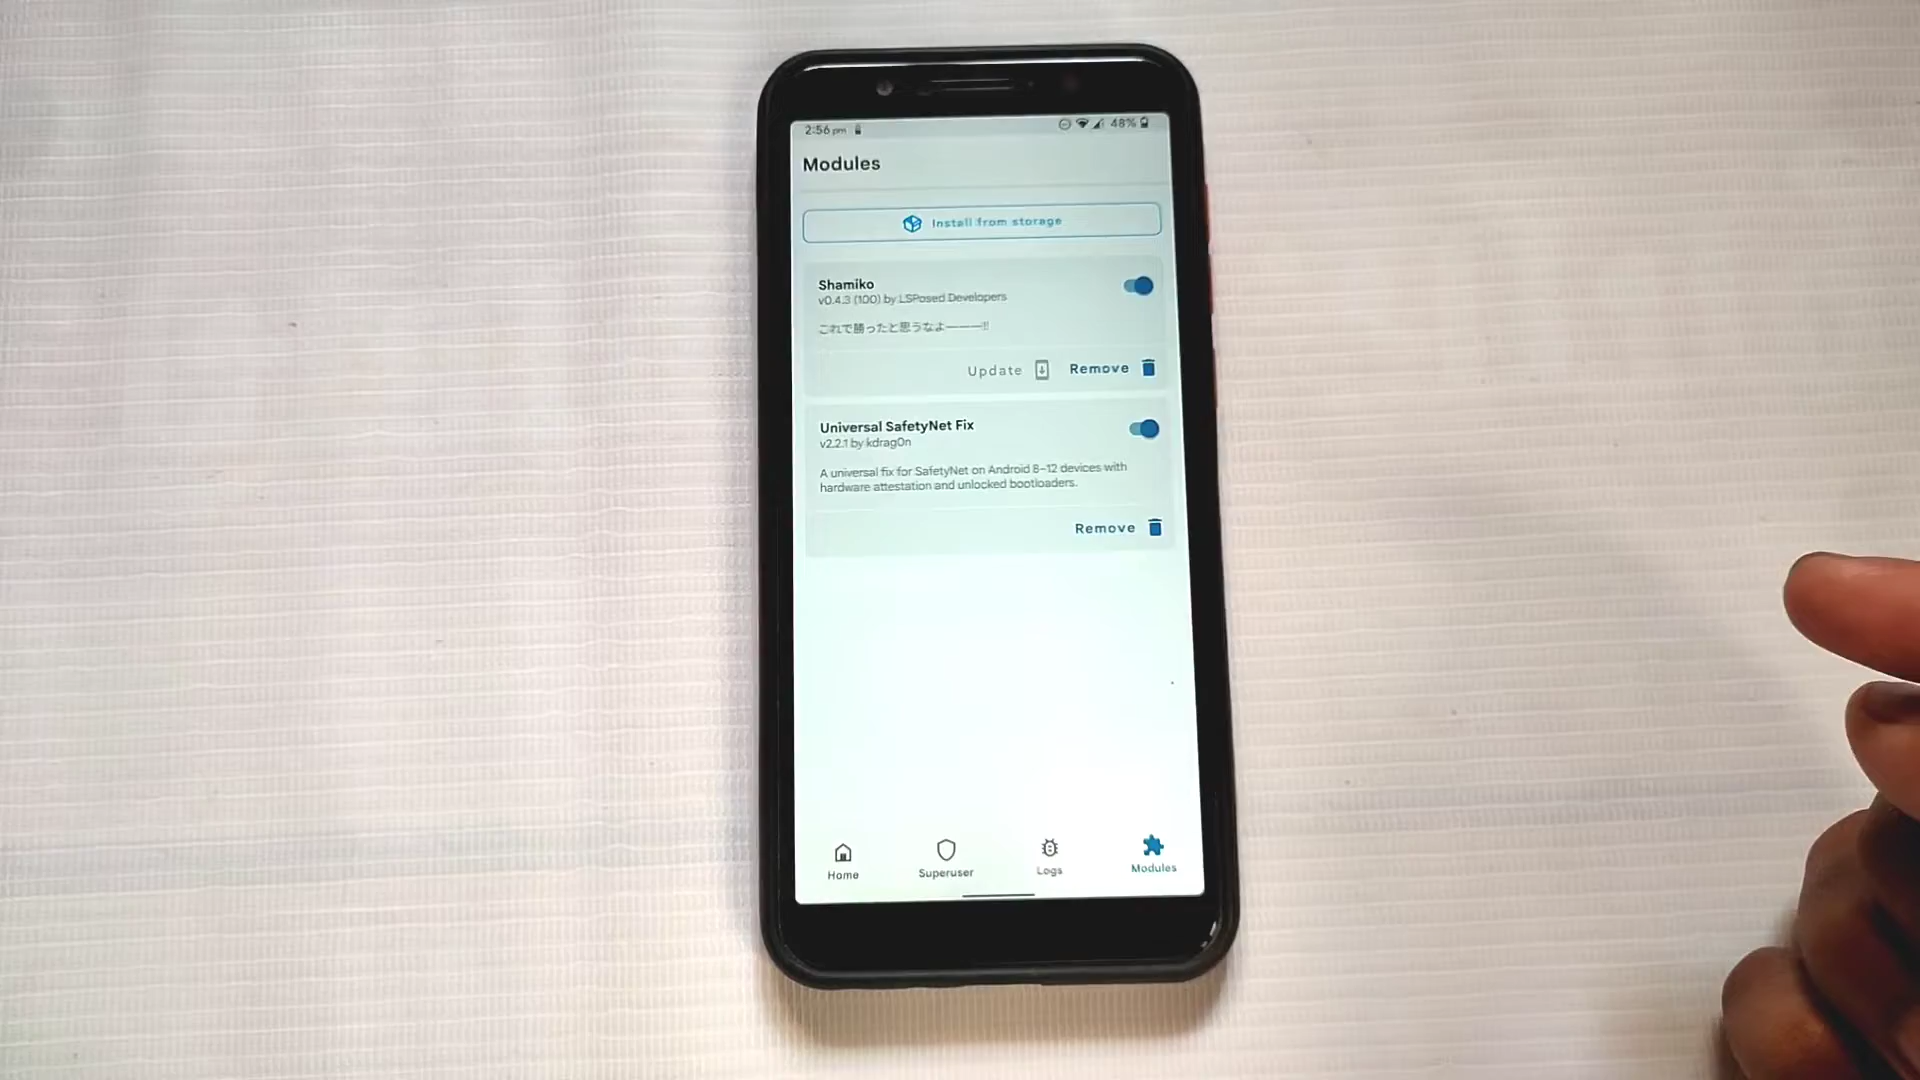 2:56 pm 48%
Modules
Install from storage
Shamiko
v0.4.3 (100) by LSPosed Developers
これで勝ったと思うなよ―――!!
Update Remove
Universal SafetyNet Fix
v2.2.1 by kdrag0n
A universal fix for SafetyNet on Android 8–12 devices with
hardware attestation and unlocked bootloaders.
Remove
Home Superuser Logs Modules